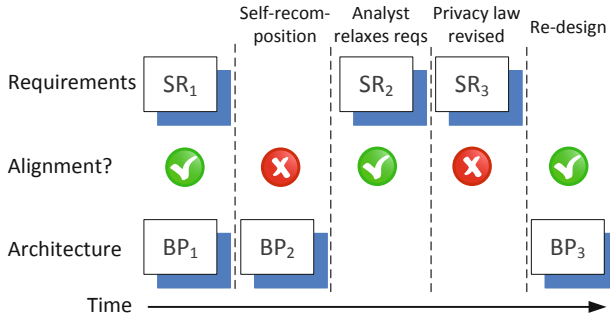 Self-recom-
position
Analyst
relaxes reqs
Privacy law
revised
Re-design
Requirements
SR₁
SR₂
SR₃
Alignment?
Architecture
BP₁
BP₂
BP₃
Time